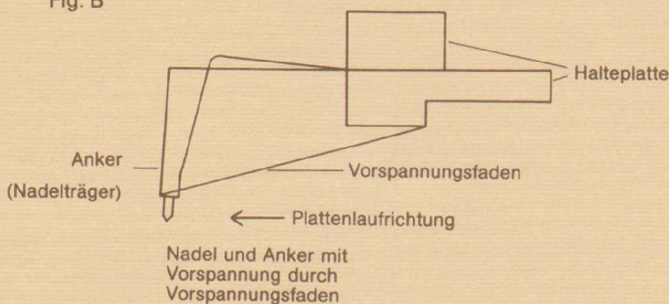 Fig. B
Halteplatte
Anker
(Nadelträger)
Vorspannungsfaden
Plattenlaufrichtung
Nadel und Anker mit
Vorspannung durch
Vorspannungsfaden